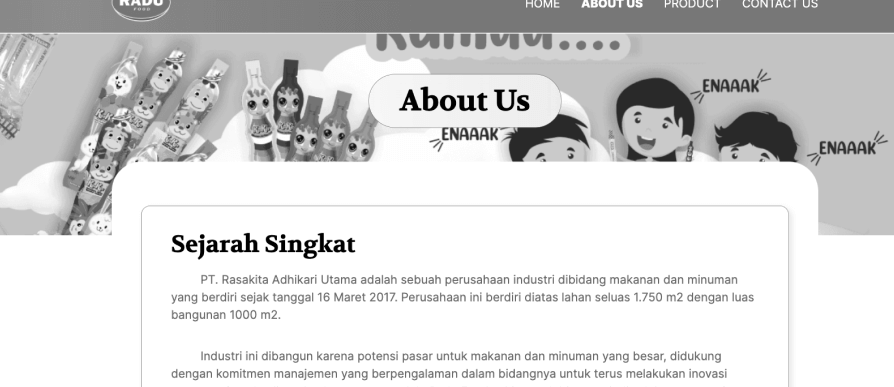 RADU
FOOD
HOME ABOUT US PRODUCT CONTACT US
About Us
ENAAAK
ENAAAK
ENAAAK
Sejarah Singkat
PT. Rasakita Adhikari Utama adalah sebuah perusahaan industri dibidang makanan dan minuman
yang berdiri sejak tanggal 16 Maret 2017. Perusahaan ini berdiri diatas lahan seluas 1.750 m2 dengan luas
bangunan 1000 m2.
Industri ini dibangun karena potensi pasar untuk makanan dan minuman yang besar, didukung
dengan komitmen manajemen yang berpengalaman dalam bidangnya untuk terus melakukan inovasi